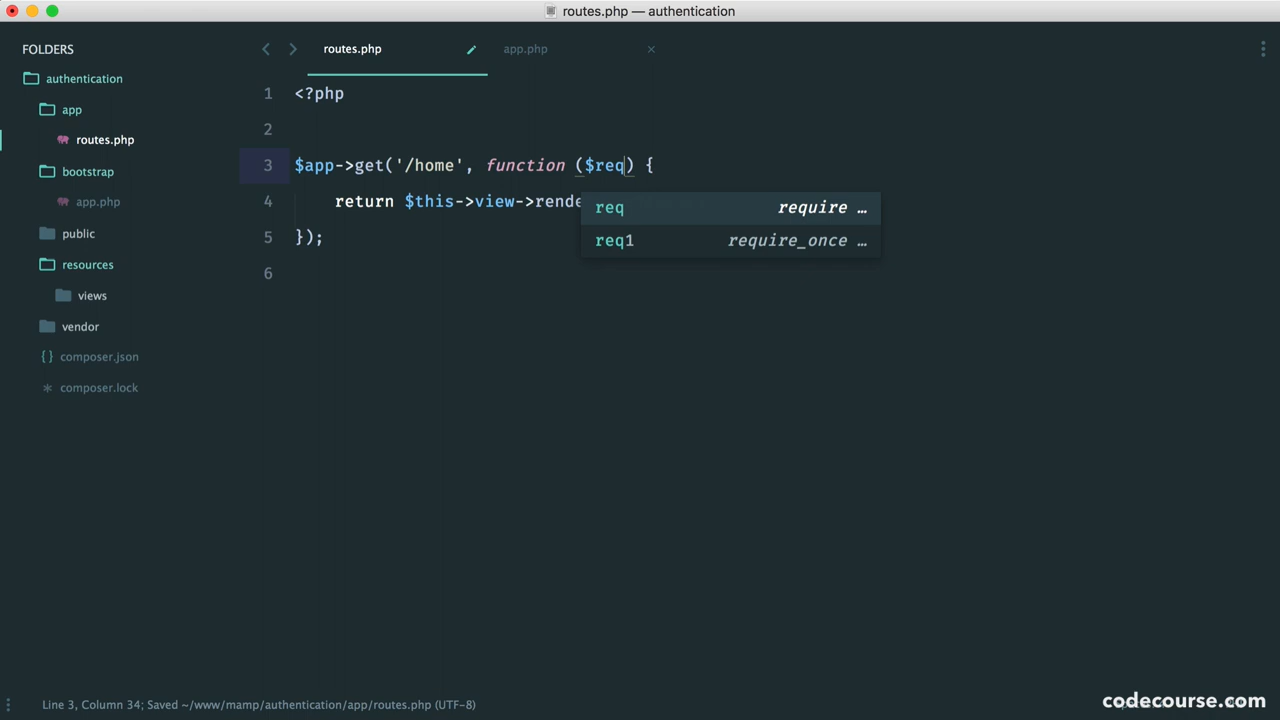 routes.php — authentication
FOLDERS
authentication
app
routes.php
bootstrap
app.php
public
resources
views
vendor
{ } composer.json
* composer.lock
routes.php app.php
1 <?php
2
3 $app->get('/home', function ($req) {
4 return $this->view->rende
5 });
6
req require …
req1 require_once …
Line 3, Column 34; Saved ~/www/mamp/authentication/app/routes.php (UTF-8)
codecourse.com